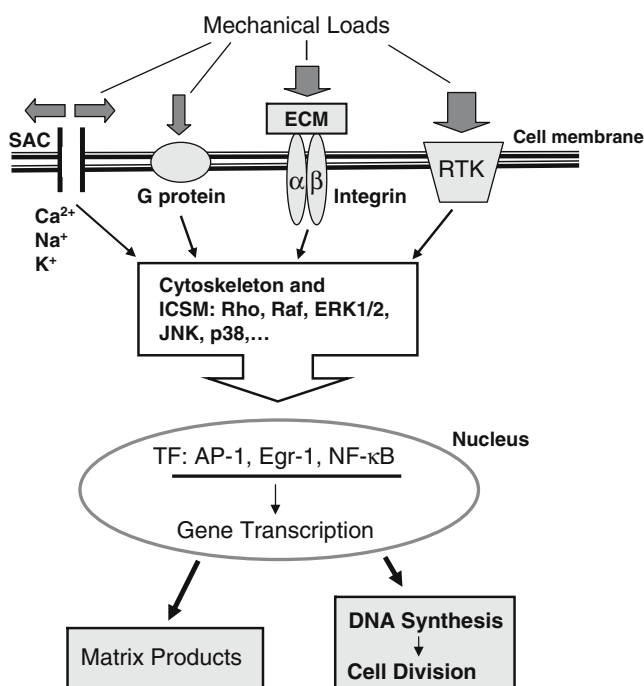 Mechanical Loads
SAC
ECM
Cell membrane
α β
RTK
G protein
Integrin
Ca²⁺
Na⁺
K⁺
Cytoskeleton and
ICSM: Rho, Raf, ERK1/2,
JNK, p38,...
Nucleus
TF: AP-1, Egr-1, NF-κB
Gene Transcription
Matrix Products
DNA Synthesis
Cell Division